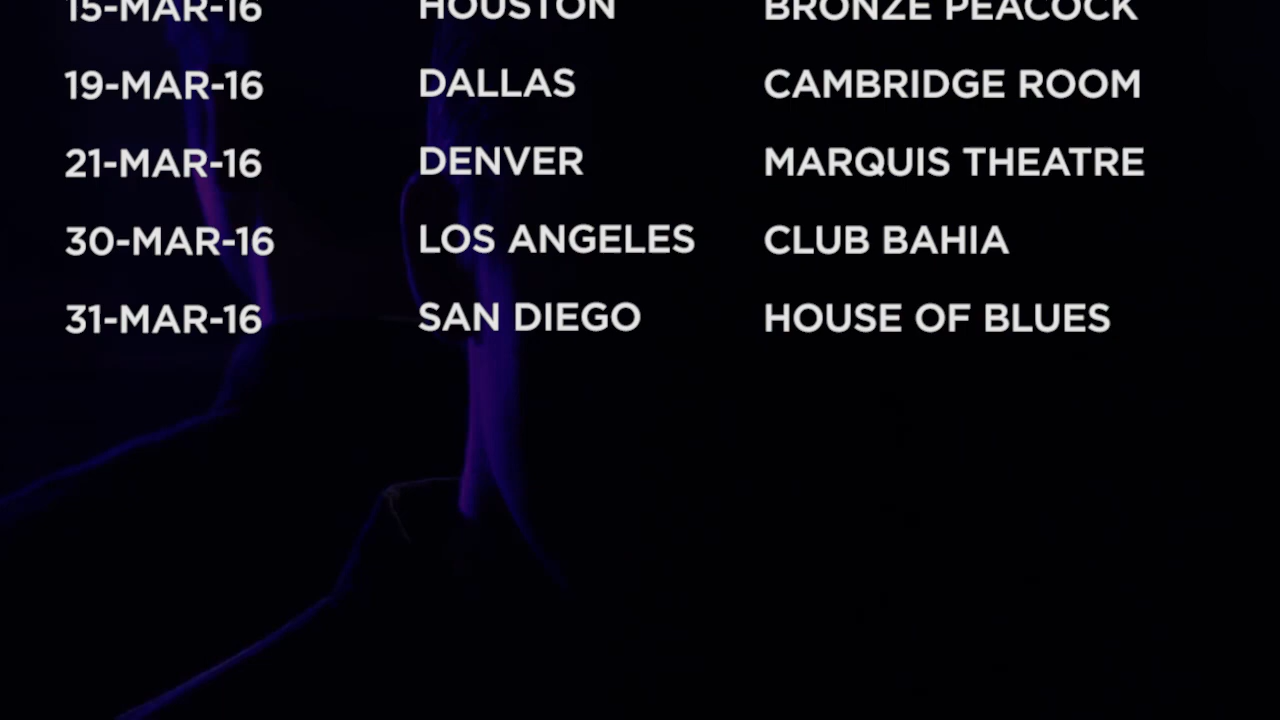 15-MAR-16 HOUSTON BRONZE PEACOCK
19-MAR-16 DALLAS CAMBRIDGE ROOM
21-MAR-16 DENVER MARQUIS THEATRE
30-MAR-16 LOS ANGELES CLUB BAHIA
31-MAR-16 SAN DIEGO HOUSE OF BLUES